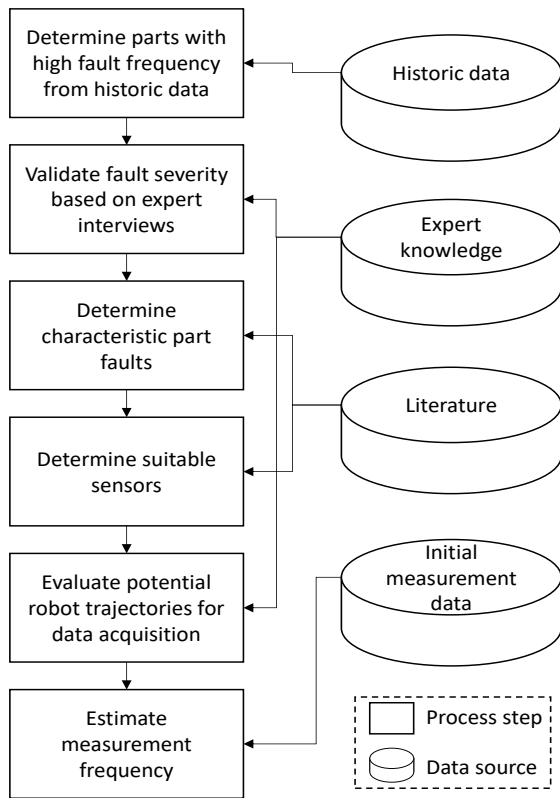 Determine parts with
high fault frequency
from historic data
Historic data
Validate fault severity
based on expert
interviews
Expert
knowledge
Determine
characteristic part
faults
Literature
Determine suitable
sensors
Initial
measurement
data
Evaluate potential
robot trajectories for
data acquisition
Estimate
measurement
frequency
Process step
Data source